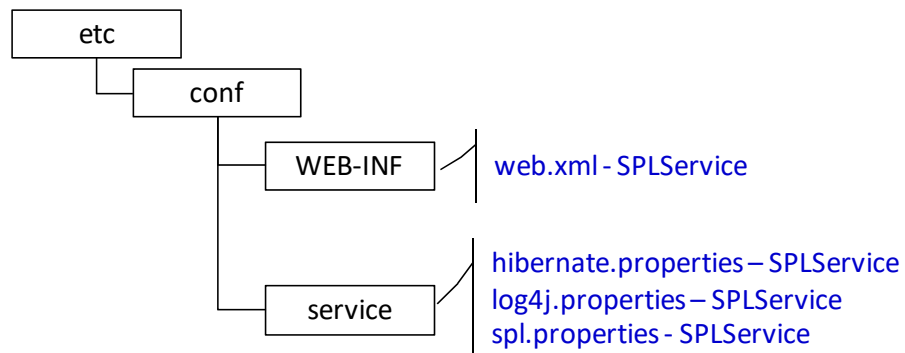 etc
conf
WEB-INF
web.xml - SPLService
hibernate.properties – SPLService
log4j.properties – SPLService
service
spl.properties - SPLService